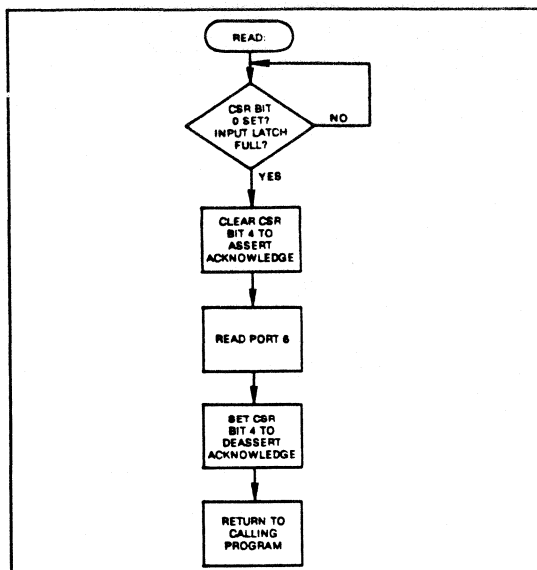 READ:
CSR BIT
0 SET?
INPUT LATCH
FULL?
NO
YES
CLEAR CSR
BIT 4 TO
ASSERT
ACKNOWLEDGE
READ PORT 6
SET CSR
BIT 4 TO
DEASSERT
ACKNOWLEDGE
RETURN TO
CALLING
PROGRAM